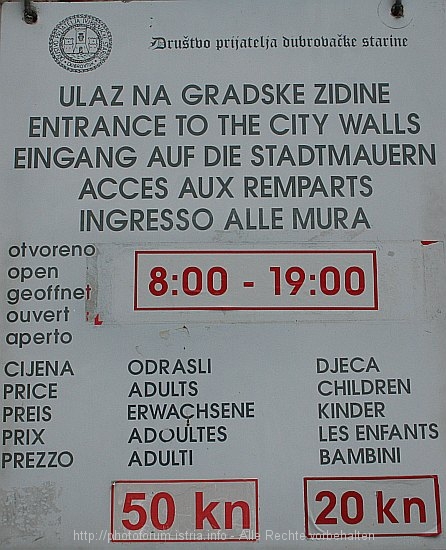 Društvo prijatelja dubrovačke starine
ULAZ NA GRADSKE ZIDINE
ENTRANCE TO THE CITY WALLS
EINGANG AUF DIE STADTMAUERN
ACCES AUX REMPARTS
INGRESSO ALLE MURA
otvoreno
open
geoffnet
ouvert
aperto
8:00 - 19:00
CIJENA ODRASLI DJECA
PRICE ADULTS CHILDREN
PREIS ERWAÇHSENE KINDER
PRIX ADOULTES LES ENFANTS
PREZZO ADULTI BAMBINI
50 kn 20 kn
http://photoforum.istria.info - Alle Rechte vorbehalten